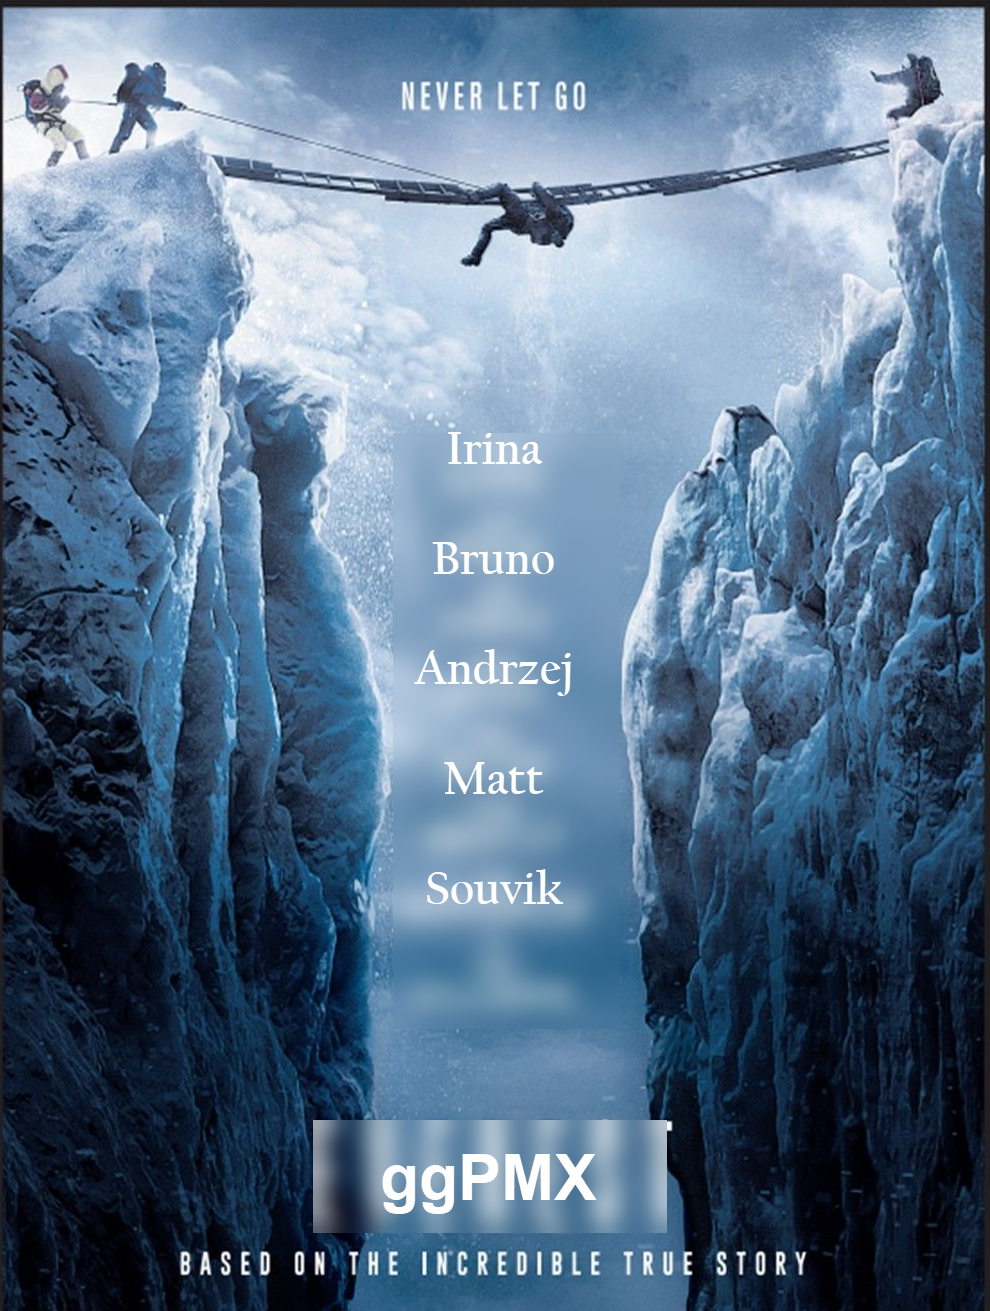 NEVER LET GO
Irina
Bruno
Andrzej
Matt
Souvik
ggPMX
BASED ON THE INCREDIBLE TRUE STORY